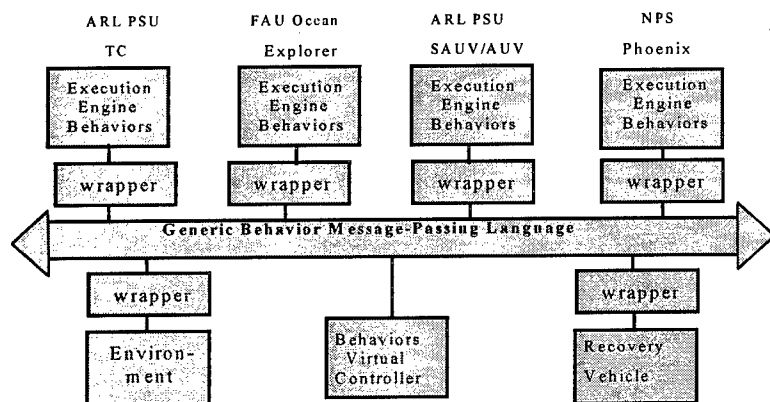 ARL PSU
TC
FAU Ocean
Explorer
ARL PSU
SAUV/AUV
NPS
Phoenix
Execution
Engine
Behaviors
Execution
Engine
Behaviors
Execution
Engine
Behaviors
Execution
Engine
Behaviors
wrapper
wrapper
wrapper
wrapper
Generic Behavior Message-Passing Language
wrapper
wrapper
Environ-
ment
Behaviors
Virtual
Controller
Recovery
Vehicle